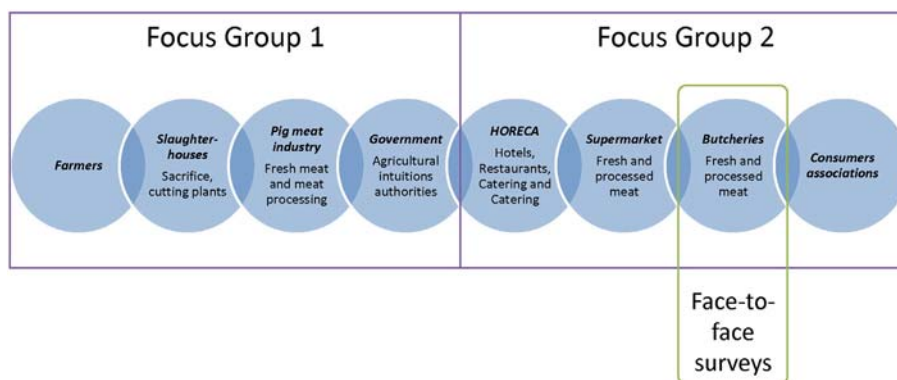 Focus Group 1
Focus Group 2
Farmers
Slaughter-
houses
Sacrifice,
cutting plants
Pig meat
industry
Fresh meat
and meat
processing
Government
Agricultural
intuitions
authorities
HORECA
Hotels,
Restaurants,
Catering and
Catering
Supermarket
Fresh and
processed
meat
Butcheries
Fresh and
processed
meat
Consumers
associations
Face-to-
face
surveys